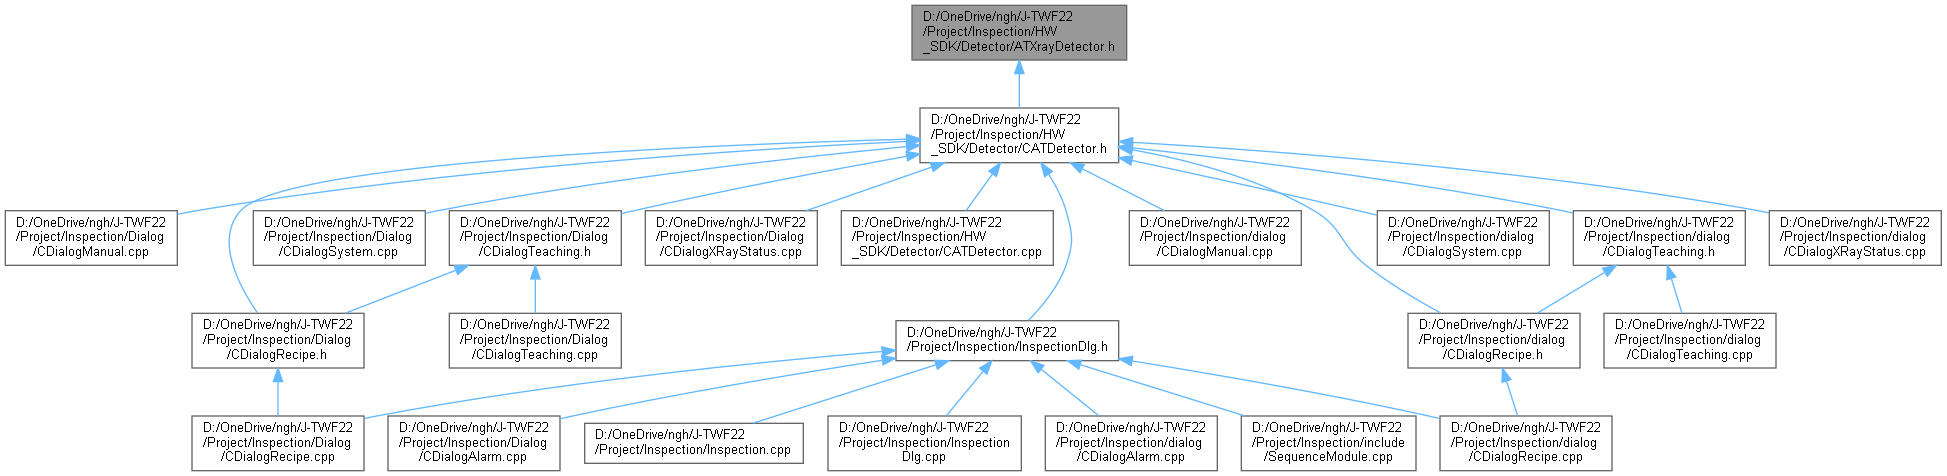 D:/OneDrive/ngh/J-TWF22
/Project/Inspection/HW
_SDK/Detector/ATXrayDetector.h
D:/OneDrive/ngh/J-TWF22
/Project/Inspection/HW
_SDK/Detector/CATDetector.h
D:/OneDrive/ngh/J-TWF22
/Project/Inspection/Dialog
/CDialogManual.cpp
D:/OneDrive/ngh/J-TWF22
/Project/Inspection/Dialog
/CDialogSystem.cpp
D:/OneDrive/ngh/J-TWF22
/Project/Inspection/Dialog
/CDialogTeaching.h
D:/OneDrive/ngh/J-TWF22
/Project/Inspection/Dialog
/CDialogXRayStatus.cpp
D:/OneDrive/ngh/J-TWF22
/Project/Inspection/HW
_SDK/Detector/CATDetector.cpp
D:/OneDrive/ngh/J-TWF22
/Project/Inspection/dialog
/CDialogManual.cpp
D:/OneDrive/ngh/J-TWF22
/Project/Inspection/dialog
/CDialogSystem.cpp
D:/OneDrive/ngh/J-TWF22
/Project/Inspection/dialog
/CDialogTeaching.h
D:/OneDrive/ngh/J-TWF22
/Project/Inspection/dialog
/CDialogXRayStatus.cpp
D:/OneDrive/ngh/J-TWF22
/Project/Inspection/Dialog
/CDialogRecipe.h
D:/OneDrive/ngh/J-TWF22
/Project/Inspection/Dialog
/CDialogTeaching.cpp
D:/OneDrive/ngh/J-TWF22
/Project/Inspection/InspectionDlg.h
D:/OneDrive/ngh/J-TWF22
/Project/Inspection/dialog
/CDialogRecipe.h
D:/OneDrive/ngh/J-TWF22
/Project/Inspection/dialog
/CDialogTeaching.cpp
D:/OneDrive/ngh/J-TWF22
/Project/Inspection/Dialog
/CDialogRecipe.cpp
D:/OneDrive/ngh/J-TWF22
/Project/Inspection/Dialog
/CDialogAlarm.cpp
D:/OneDrive/ngh/J-TWF22
/Project/Inspection/Inspection.cpp
D:/OneDrive/ngh/J-TWF22
/Project/Inspection/Inspection
Dlg.cpp
D:/OneDrive/ngh/J-TWF22
/Project/Inspection/dialog
/CDialogAlarm.cpp
D:/OneDrive/ngh/J-TWF22
/Project/Inspection/include
/SequenceModule.cpp
D:/OneDrive/ngh/J-TWF22
/Project/Inspection/dialog
/CDialogRecipe.cpp